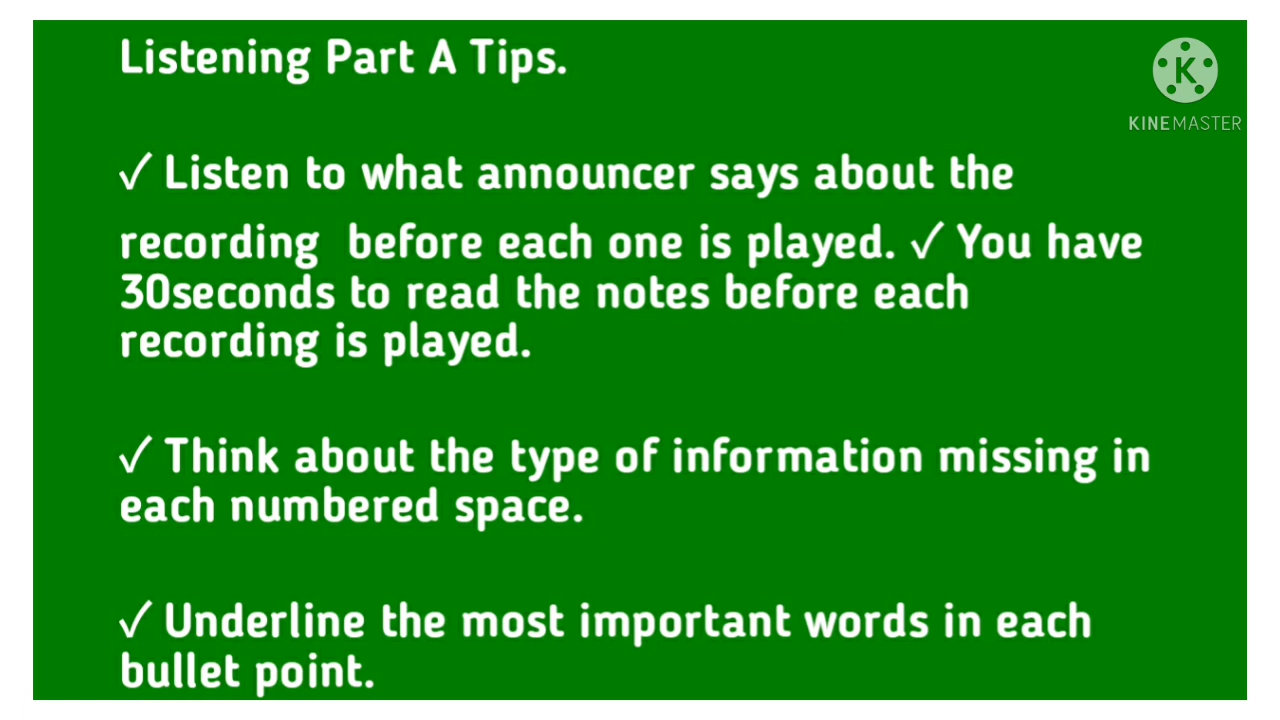 Listening Part A Tips.
K
KINEMASTER
✓ Listen to what announcer says about the
recording before each one is played. ✓ You have
30seconds to read the notes before each
recording is played.
✓ Think about the type of information missing in
each numbered space.
✓ Underline the most important words in each
bullet point.